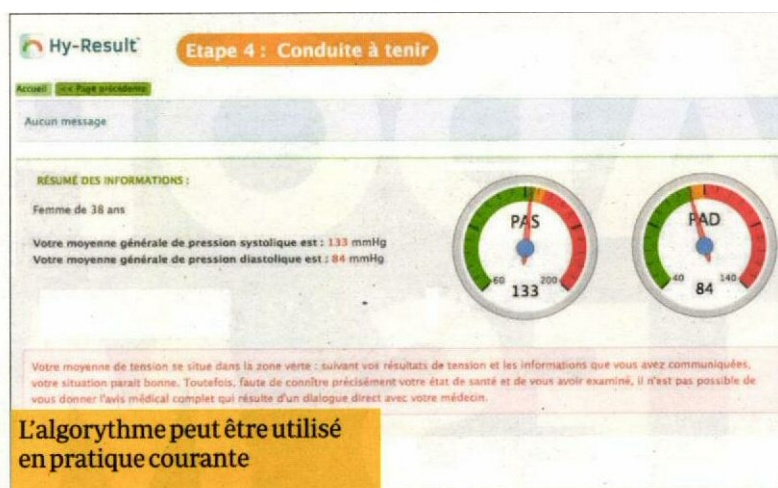 Hy-Result
Etape 4 : Conduite à tenir
Accueil << Page précédente
Aucun message
RÉSUMÉ DES INFORMATIONS :
Femme de 38 ans
Votre moyenne générale de pression systolique est : 133 mmHg
Votre moyenne générale de pression diastolique est : 84 mmHg
PAS
60 200
133
PAD
40 140
84
Votre moyenne de tension se situe dans la zone verte : suivant vos résultats de tension et les informations que vous avez communiquées,
votre situation parait bonne. Toutefois, faute de connître précisément votre état de santé et de vous avoir examiné, il n'est pas possible de
vous donner l'avis médical complet qui résulte d'un dialogue direct avec votre médecin.
L'algorythme peut être utilisé
en pratique courante